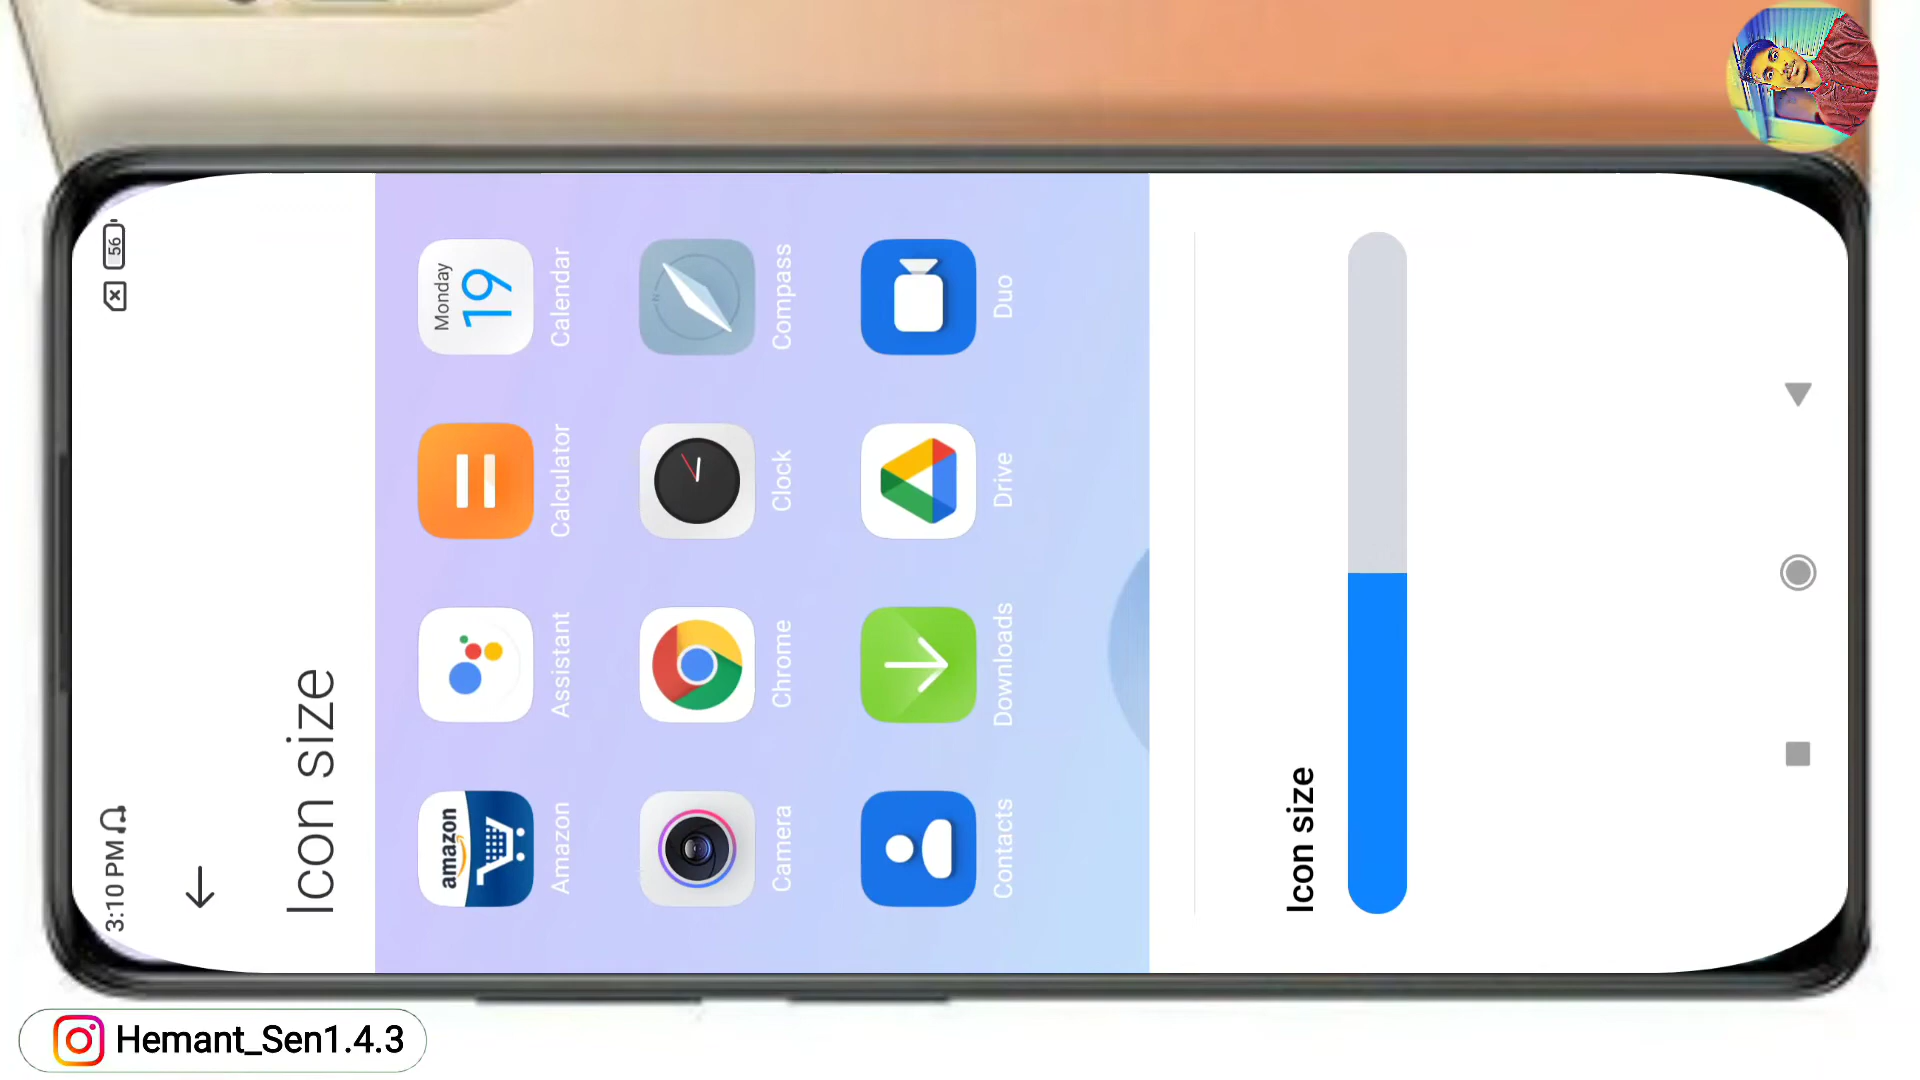 3:10 PM
56
Icon size
amazon
Monday
19
Amazon Assistant Calculator Calendar
N
Camera Chrome Clock Compass
Contacts Downloads Drive Duo
Icon size
Hemant_Sen1.4.3